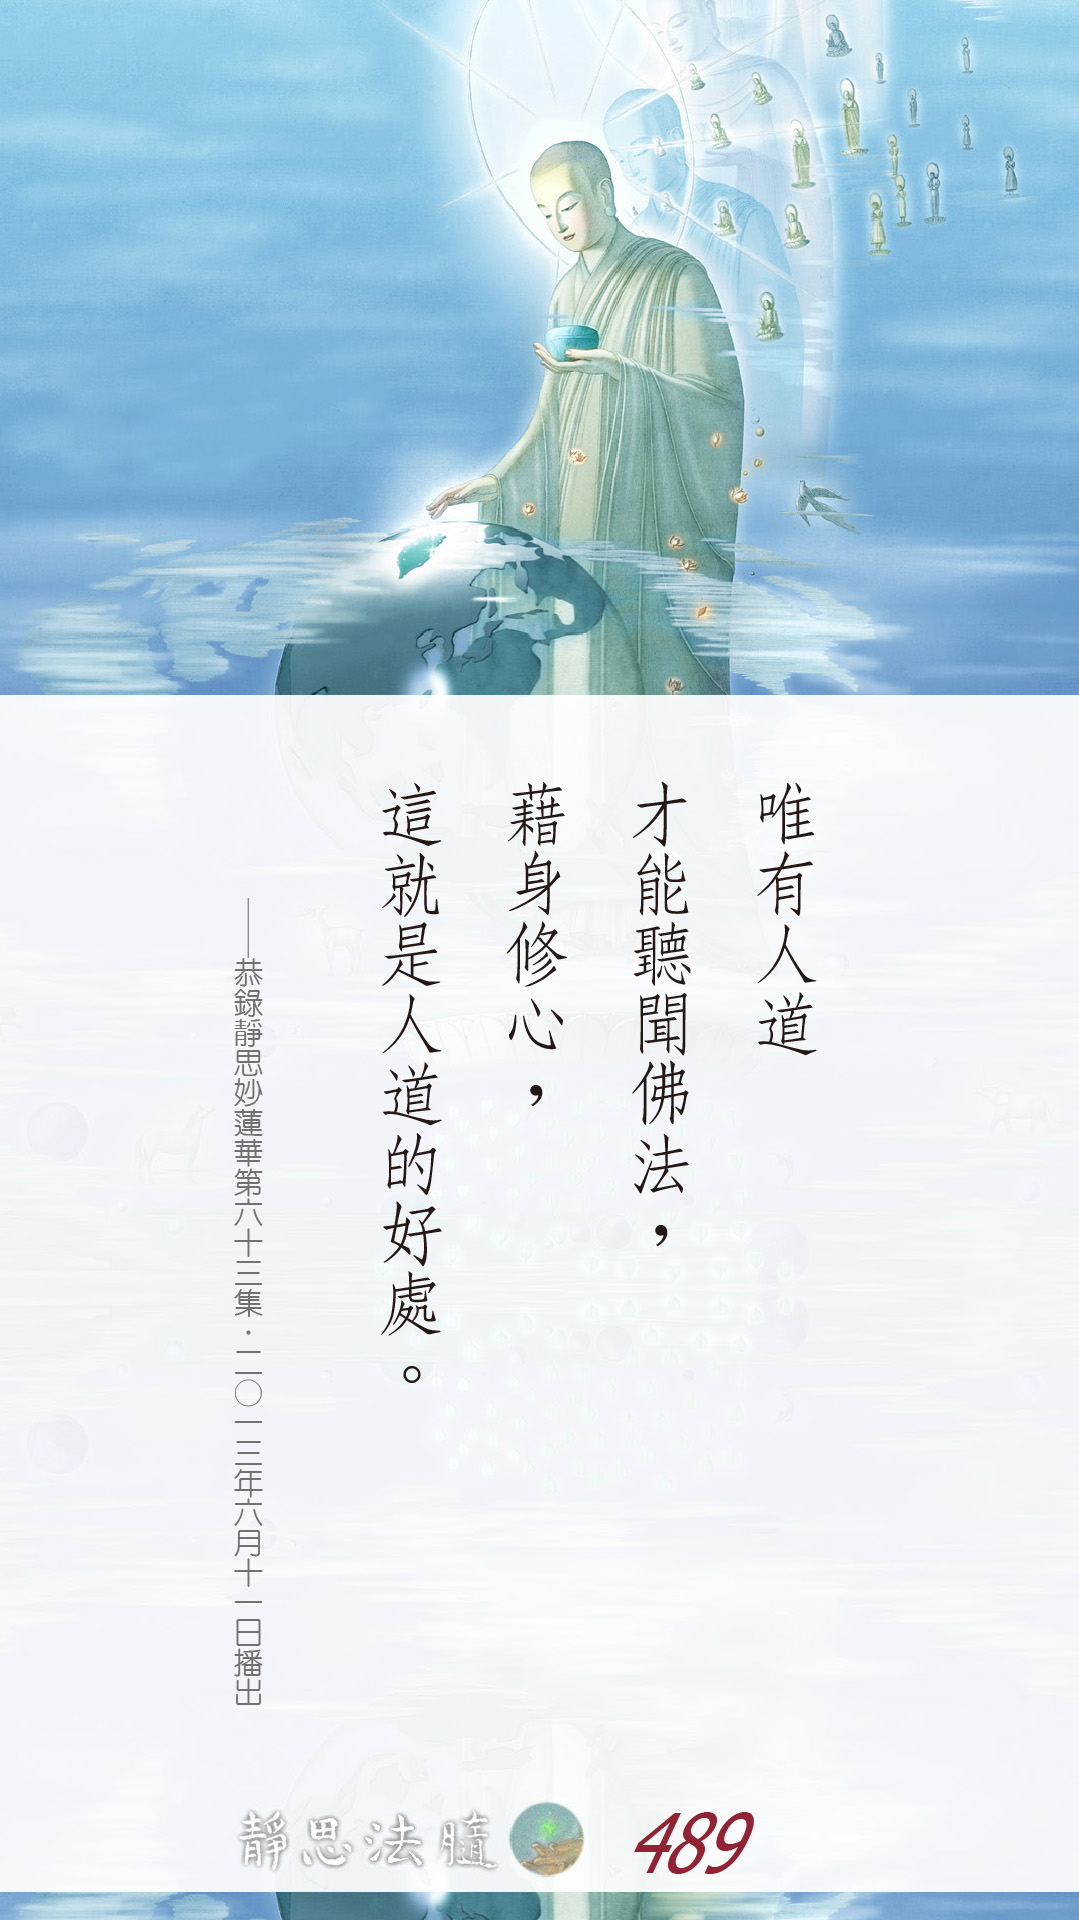 唯有人道
才能聽聞佛法，
藉身修心，
這就是人道的好處。
——恭錄靜思妙蓮華第六十三集．二〇一三年六月十一日播出
靜思法髓
489